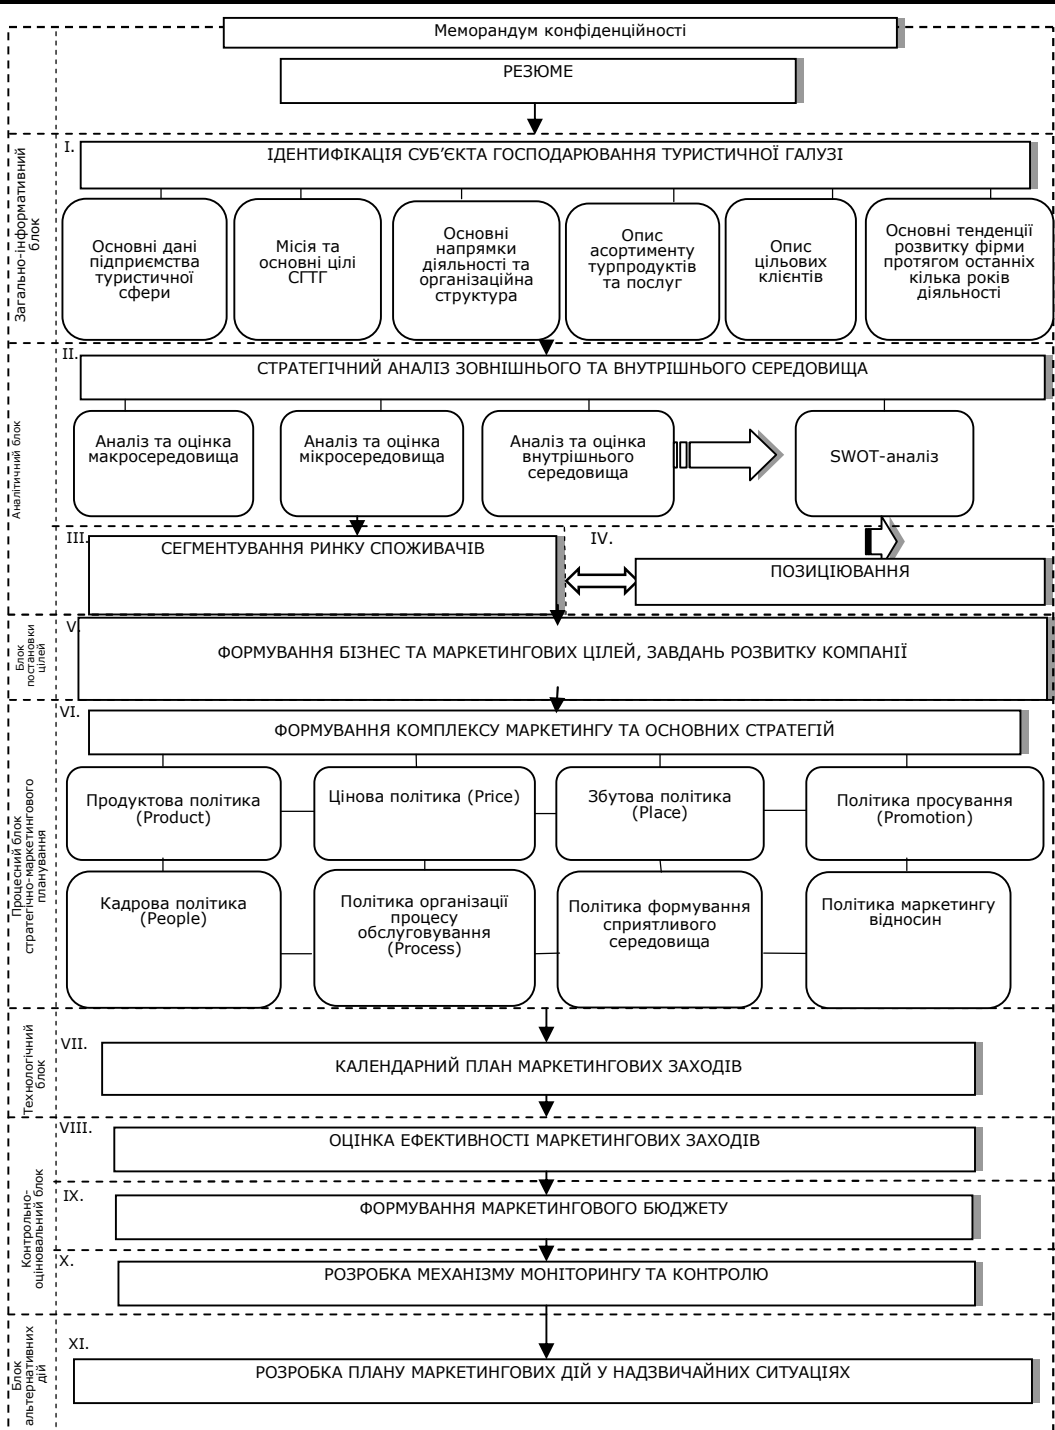 Меморандум конфіденційності
РЕЗЮМЕ
Загально-інформативний
блок
I.
ІДЕНТИФІКАЦІЯ СУБ’ЄКТА ГОСПОДАРЮВАННЯ ТУРИСТИЧНОЇ ГАЛУЗІ
Основні дані
підприємства
туристичної
сфери
Місія та
основні цілі
СГТГ
Основні
напрямки
діяльності та
організаційна
структура
Опис
асортименту
турпродуктів
та послуг
Опис
цільових
клієнтів
Основні тенденції
розвитку фірми
протягом останніх
кілька років
діяльності
Аналітичний блок
II.
СТРАТЕГІЧНИЙ АНАЛІЗ ЗОВНІШНЬОГО ТА ВНУТРІШНЬОГО СЕРЕДОВИЩА
Аналіз та оцінка
макросередовища
Аналіз та оцінка
мікросередовища
Аналіз та оцінка
внутрішнього
середовища
SWOT-аналіз
III.
СЕГМЕНТУВАННЯ РИНКУ СПОЖИВАЧІВ
IV.
ПОЗИЦІЮВАННЯ
Блок
постановки
цілей
V.
ФОРМУВАННЯ БІЗНЕС ТА МАРКЕТИНГОВИХ ЦІЛЕЙ, ЗАВДАНЬ РОЗВИТКУ КОМПАНІЇ
Процесний блок
стратегічно-маркетингового
планування
VI.
ФОРМУВАННЯ КОМПЛЕКСУ МАРКЕТИНГУ ТА ОСНОВНИХ СТРАТЕГІЙ
Продуктова політика
(Product)
Цінова політика (Price)
Збутова політика
(Place)
Політика просування
(Promotion)
Кадрова політика
(People)
Політика організації
процесу
обслуговування
(Process)
Політика формування
сприятливого
середовища
Політика маркетингу
відносин
Технологічний
блок
VII.
КАЛЕНДАРНИЙ ПЛАН МАРКЕТИНГОВИХ ЗАХОДІВ
Контрольно-
оцінювальний блок
VIII.
ОЦІНКА ЕФЕКТИВНОСТІ МАРКЕТИНГОВИХ ЗАХОДІВ
IX.
ФОРМУВАННЯ МАРКЕТИНГОВОГО БЮДЖЕТУ
X.
РОЗРОБКА МЕХАНІЗМУ МОНІТОРИНГУ ТА КОНТРОЛЮ
Блок
альтернативних
дій
XI.
РОЗРОБКА ПЛАНУ МАРКЕТИНГОВИХ ДІЙ У НАДЗВИЧАЙНИХ СИТУАЦІЯХ